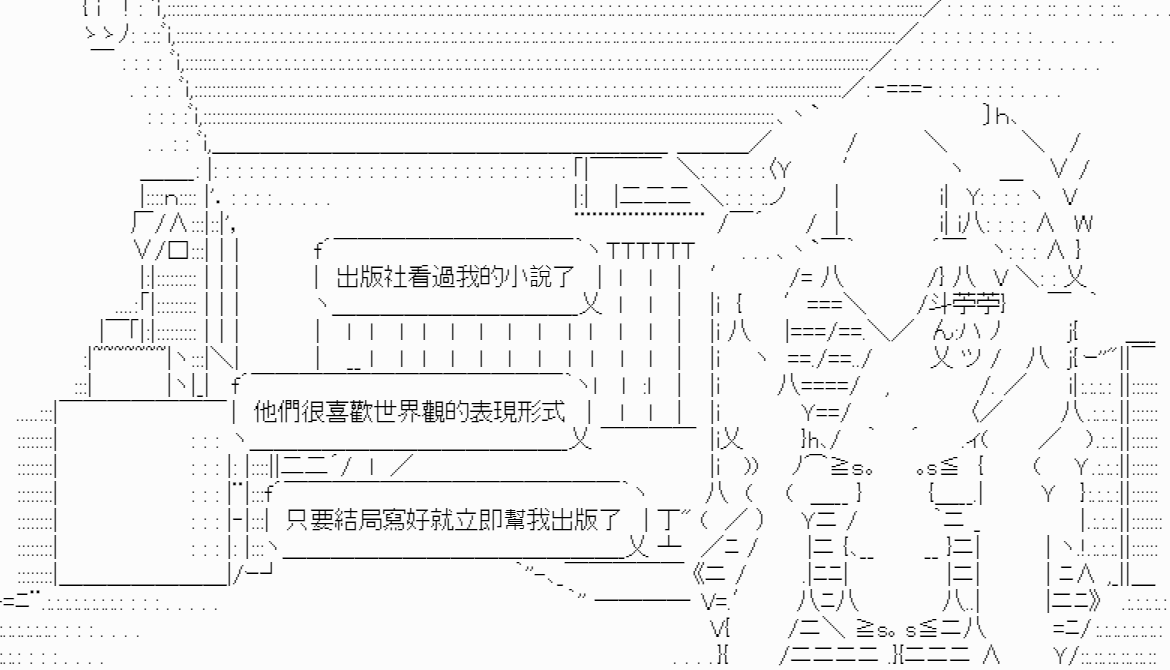 出版社看過我的小說了
他們很喜歡世界觀的表現形式
只要結局寫好就立即幫我出版了